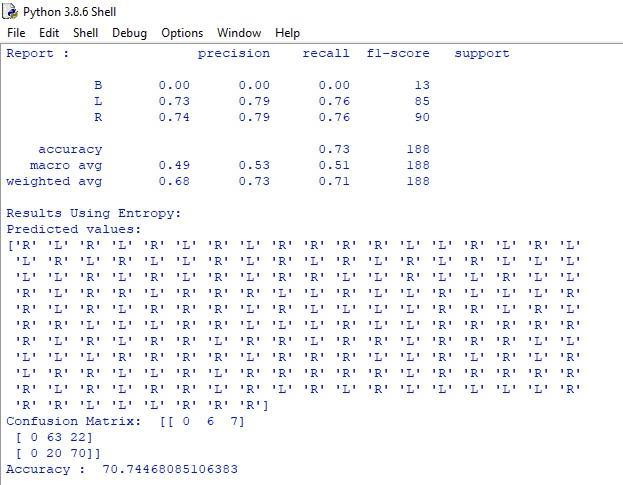 Python 3.8.6 Shell
File Edit Shell Debug Options Window Help
Report : precision recall f1-score support
B 0.00 0.00 0.00 13
L 0.73 0.79 0.76 85
R 0.74 0.79 0.76 90
accuracy 0.73 188
macro avg 0.49 0.53 0.51 188
weighted avg 0.68 0.73 0.71 188
Results Using Entropy:
Predicted values:
['R' 'L' 'R' 'L' 'R' 'L' 'R' 'L' 'R' 'R' 'R' 'R' 'L' 'L' 'R' 'L' 'R' 'L'
'L' 'R' 'L' 'R' 'L' 'L' 'R' 'L' 'R' 'L' 'R' 'L' 'R' 'L' 'R' 'L' 'L' 'L'
'L' 'L' 'R' 'L' 'R' 'L' 'R' 'L' 'R' 'R' 'L' 'L' 'R' 'L' 'L' 'R' 'L' 'L'
'R' 'L' 'R' 'R' 'L' 'R' 'R' 'R' 'L' 'L' 'R' 'L' 'R' 'L' 'R' 'L' 'L' 'R'
'R' 'L' 'R' 'L' 'R' 'L' 'R' 'R' 'R' 'L' 'L' 'L' 'L' 'L' 'R' 'R' 'R' 'L'
'R' 'R' 'L' 'L' 'L' 'R' 'R' 'L' 'L' 'L' 'R' 'L' 'L' 'R' 'R' 'R' 'R' 'R'
'R' 'L' 'R' 'L' 'R' 'R' 'L' 'R' 'L' 'R' 'L' 'L' 'R' 'L' 'L' 'R' 'R' 'R'
'L' 'L' 'L' 'R' 'R' 'R' 'R' 'L' 'R' 'R' 'R' 'L' 'L' 'R' 'L' 'R' 'R' 'L'
'L' 'R' 'R' 'L' 'L' 'R' 'L' 'R' 'R' 'R' 'R' 'R' 'L' 'R' 'L' 'R' 'R' 'L'
'R' 'L' 'R' 'L' 'R' 'R' 'L' 'R' 'L' 'R' 'L' 'R' 'L' 'L' 'L' 'L' 'L' 'R'
'R' 'R' 'L' 'L' 'L' 'R' 'R' 'R']
Confusion Matrix: [[ 0 6 7]
[ 0 63 22]
[ 0 20 70]]
Accuracy : 70.74468085106383